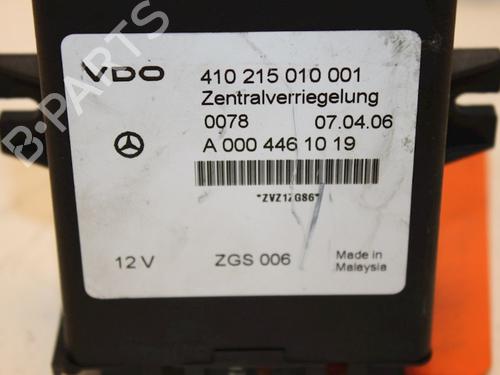 B-PARTS
VDO
410 215 010 001
Zentralverriegelung
0078 07.04.06
A 000 446 10 19
*ZVZ1ZG86*
12 V
ZGS 006
Made in
Malaysia